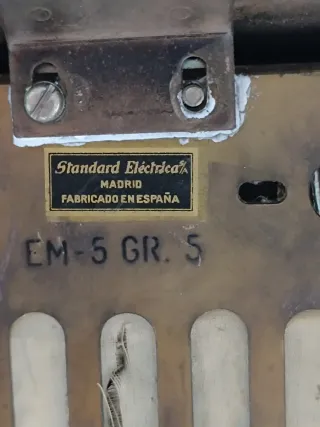 Standard Eléctrica S/A
MADRID
FABRICADO EN ESPAÑA
EM-5 GR. 5